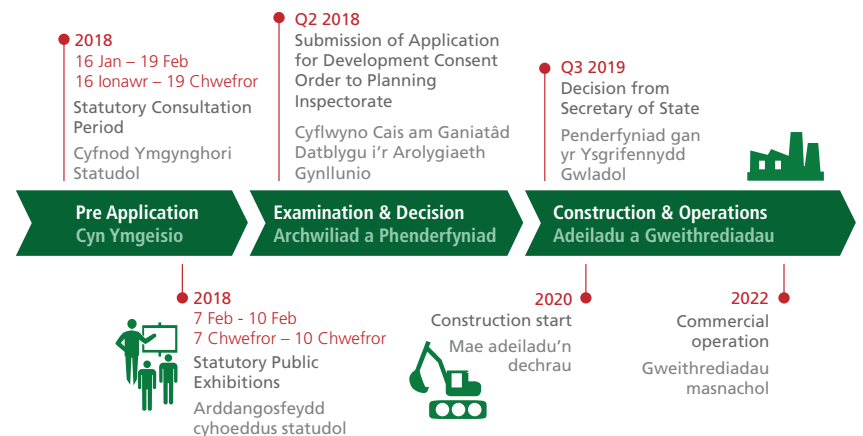 2018
16 Jan – 19 Feb
16 Ionawr – 19 Chwefror
Statutory Consultation
Period
Cyfnod Ymgynghori
Statudol
Q2 2018
Submission of Application
for Development Consent
Order to Planning
Inspectorate
Cyflwyno Cais am Ganiatâd
Datblygu i'r Arolygiaeth
Gynllunio
Q3 2019
Decision from
Secretary of State
Penderfyniad gan
yr Ysgrifennydd
Gwladol
Pre Application
Cyn Ymgeisio
Examination & Decision
Archwiliad a Phenderfyniad
Construction & Operations
Adeiladu a Gweithrediadau
2018
7 Feb - 10 Feb
7 Chwefror – 10 Chwefror
Statutory Public
Exhibitions
Arddangosfeydd
cyhoeddus statudol
2020
Construction start
Mae adeiladu'n
dechrau
2022
Commercial
operation
Gweithrediadau
masnachol